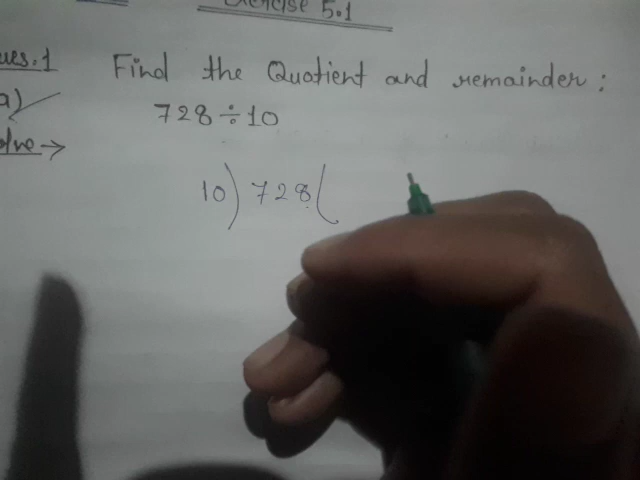 Exercise 5.1
Ques.1 Find the Quotient and remainder :
a) 728÷10
Solve →
10) 728 (